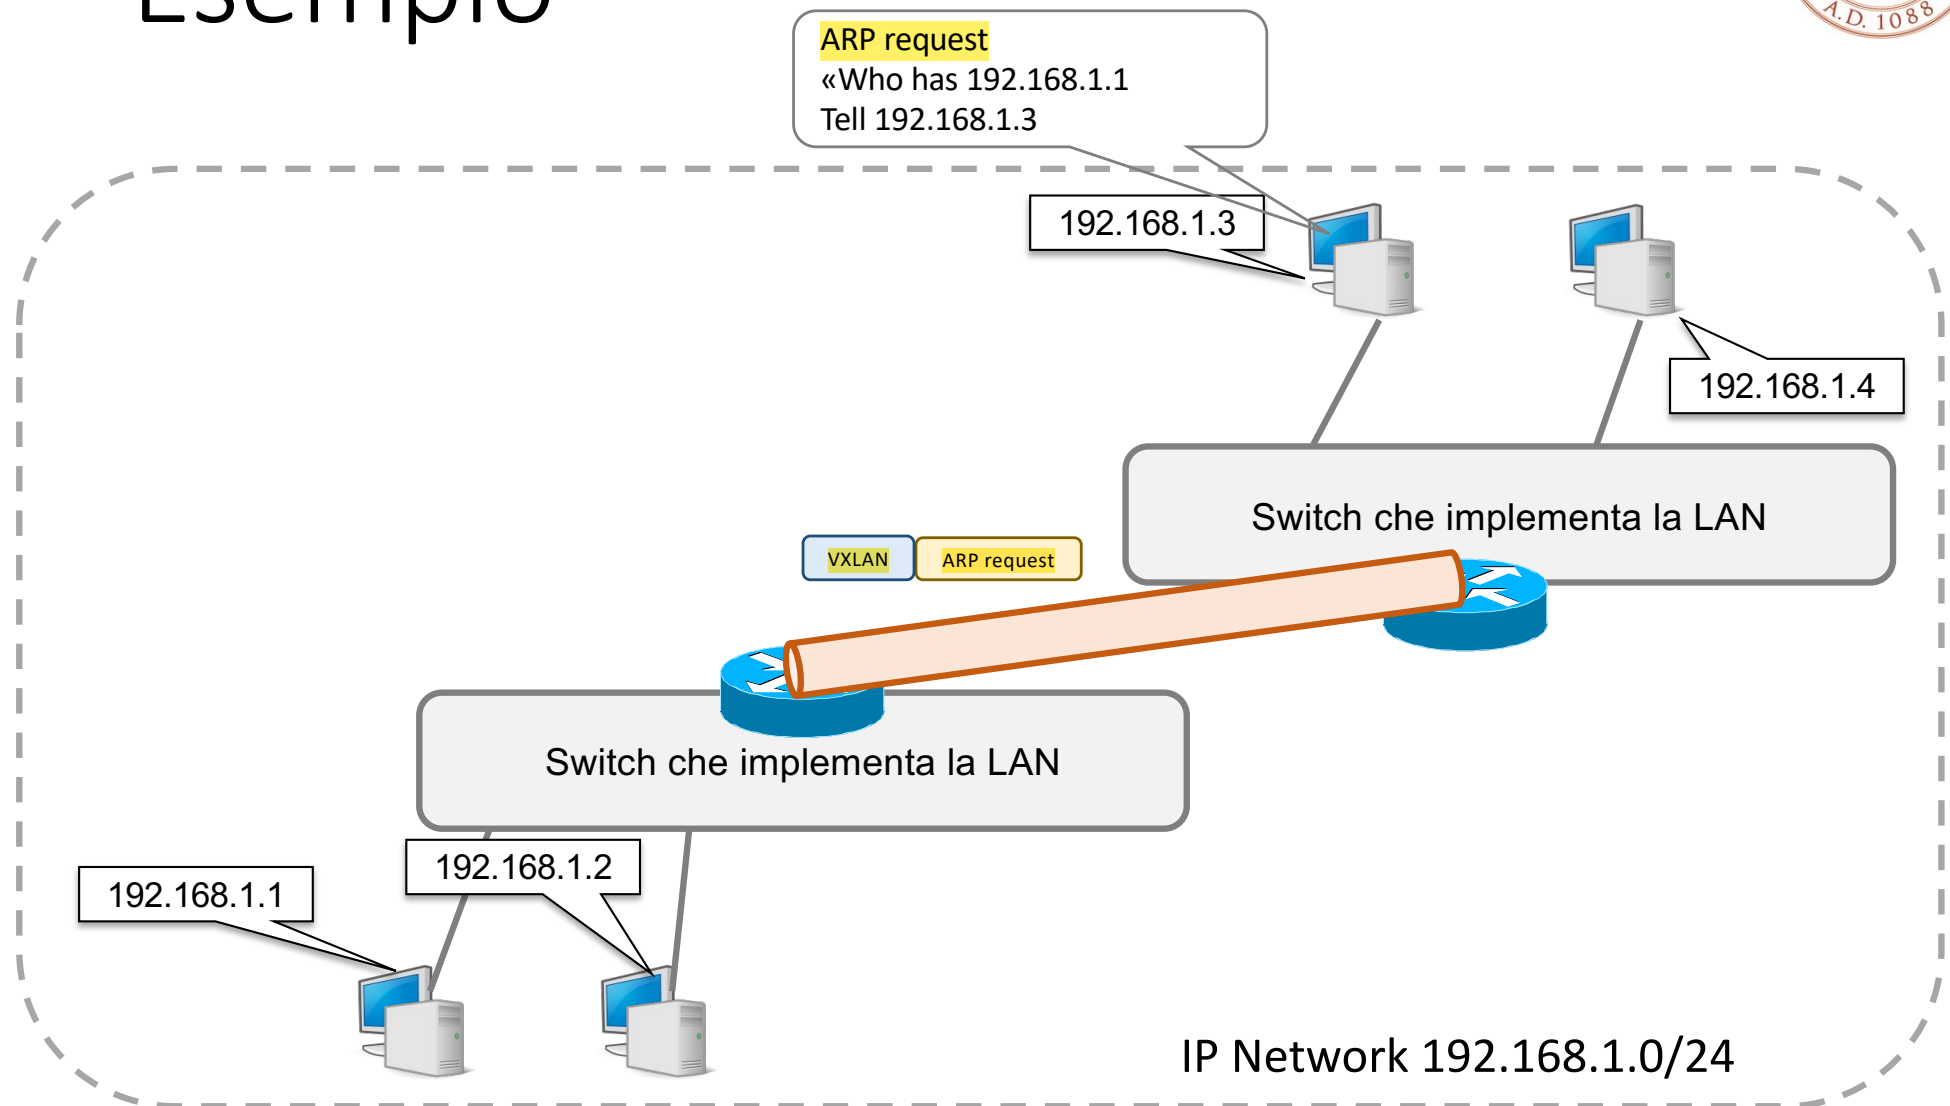 Esempio
A.D. 1088
ARP request
«Who has 192.168.1.1
Tell 192.168.1.3
192.168.1.3
192.168.1.4
Switch che implementa la LAN
VXLAN
ARP request
Switch che implementa la LAN
192.168.1.2
192.168.1.1
IP Network 192.168.1.0/24